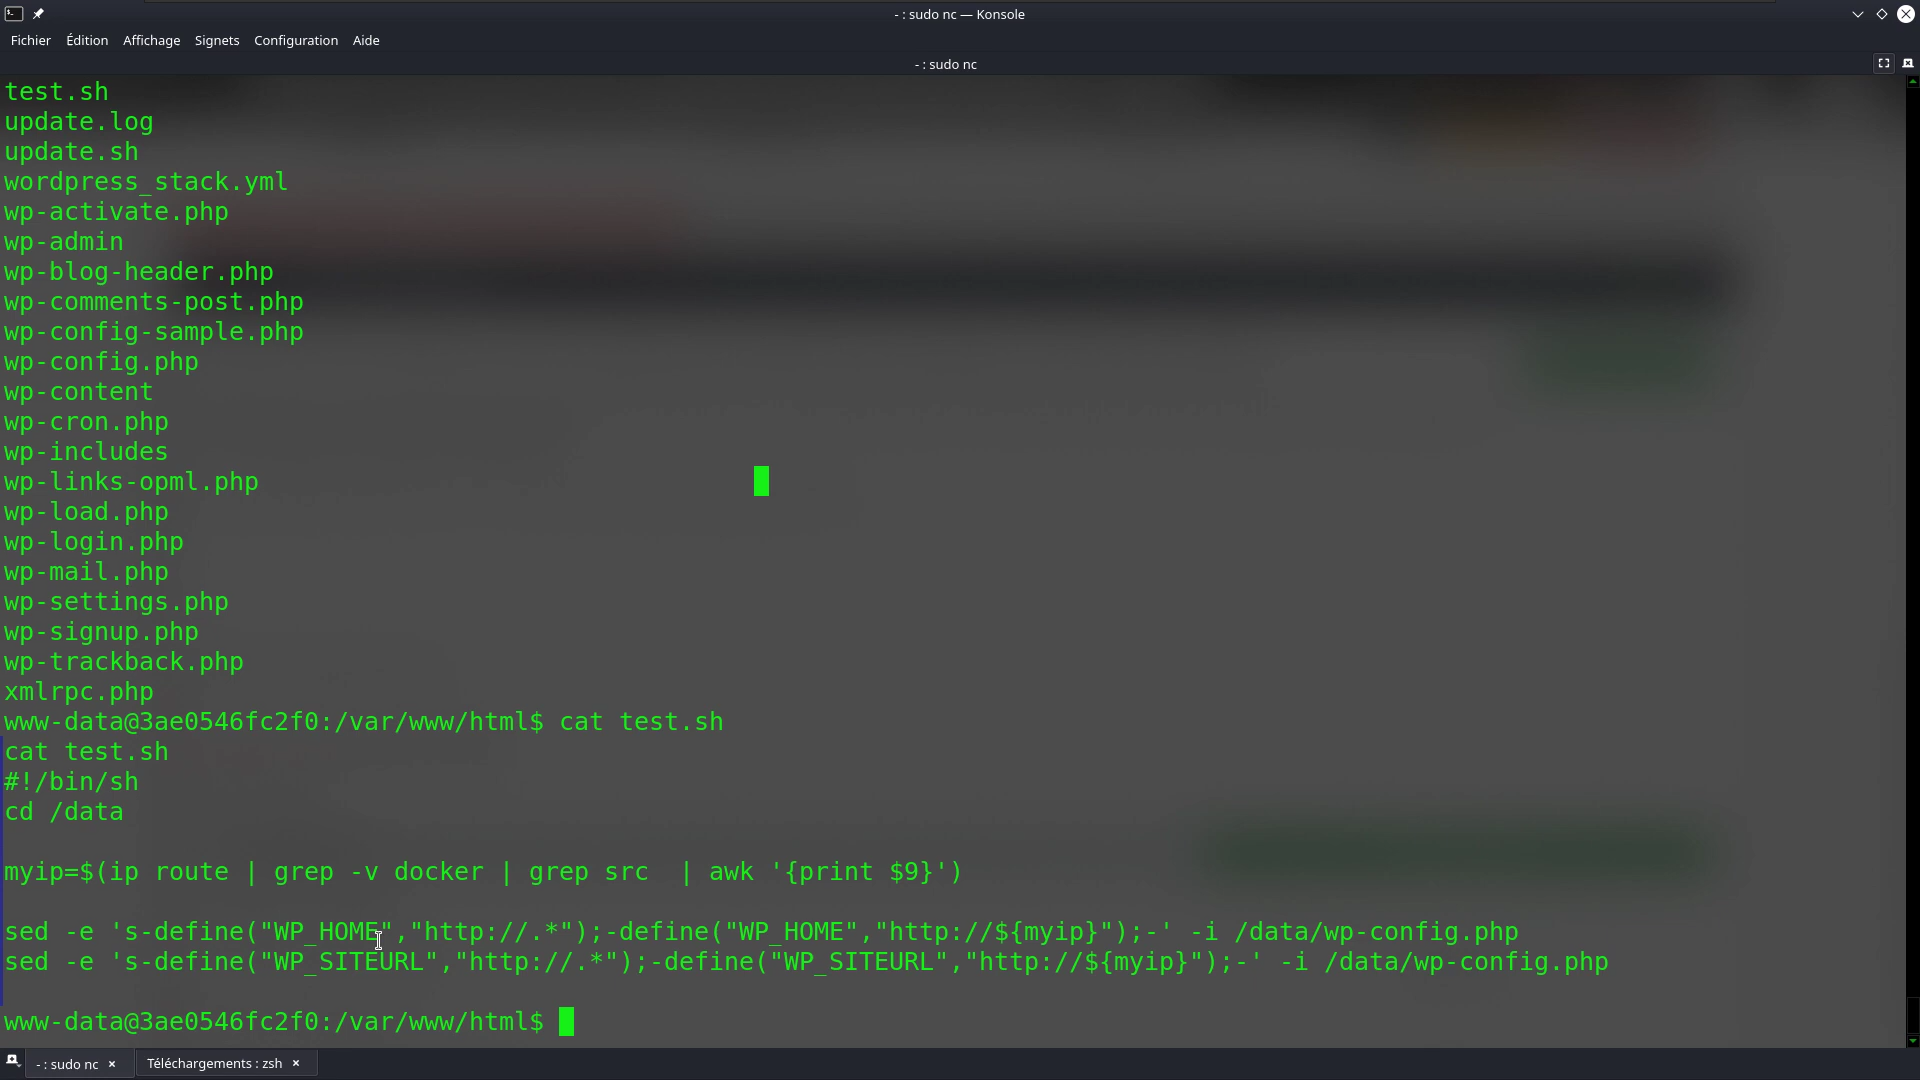 - : sudo nc — Konsole
Fichier Édition Affichage Signets Configuration Aide
- : sudo nc
test.sh
update.log
update.sh
wordpress_stack.yml
wp-activate.php
wp-admin
wp-blog-header.php
wp-comments-post.php
wp-config-sample.php
wp-config.php
wp-content
wp-cron.php
wp-includes
wp-links-opml.php
wp-load.php
wp-login.php
wp-mail.php
wp-settings.php
wp-signup.php
wp-trackback.php
xmlrpc.php
www-data@3ae0546fc2f0:/var/www/html$ cat test.sh
cat test.sh
#!/bin/sh
cd /data
myip=$(ip route | grep -v docker | grep src  | awk '{print $9}')
sed -e 's-define("WP_HOME","http://.*");-define("WP_HOME","http://${myip}");-' -i /data/wp-config.php
sed -e 's-define("WP_SITEURL","http://.*");-define("WP_SITEURL","http://${myip}");-' -i /data/wp-config.php
www-data@3ae0546fc2f0:/var/www/html$
- : sudo nc × Téléchargements : zsh ×